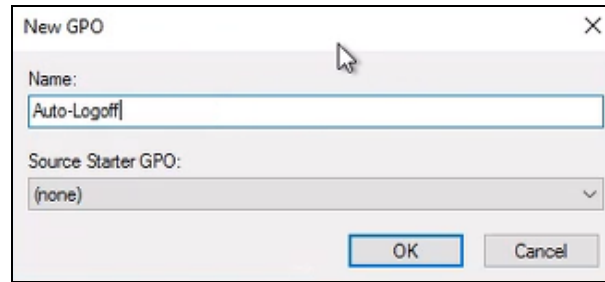 New GPO
Name:
Auto-Logoff
Source Starter GPO:
(none)
OK Cancel